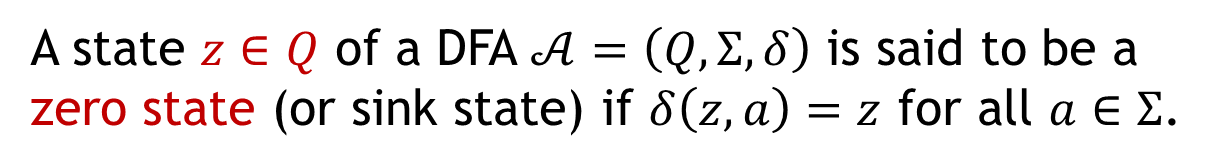 A state 𝑧 ∈ 𝑄 of a DFA 𝒜 = (𝑄, Σ, 𝛿) is said to be a
zero state (or sink state) if 𝛿(𝑧, 𝑎) = 𝑧 for all 𝑎 ∈ Σ.